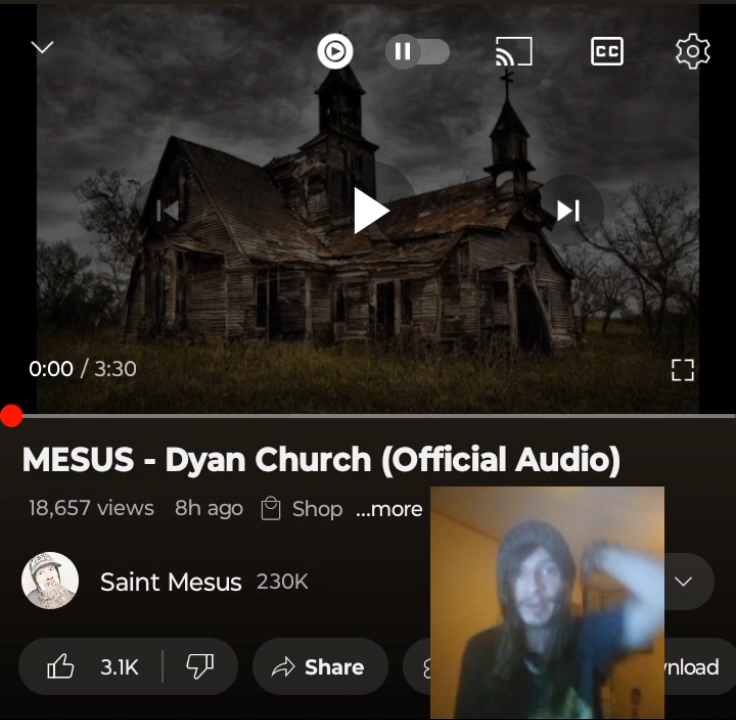 CC
0:00 / 3:30
MESUS - Dyan Church (Official Audio)
18,657 views 8h ago Shop ...more
Saint Mesus 230K
3.1K Share nload